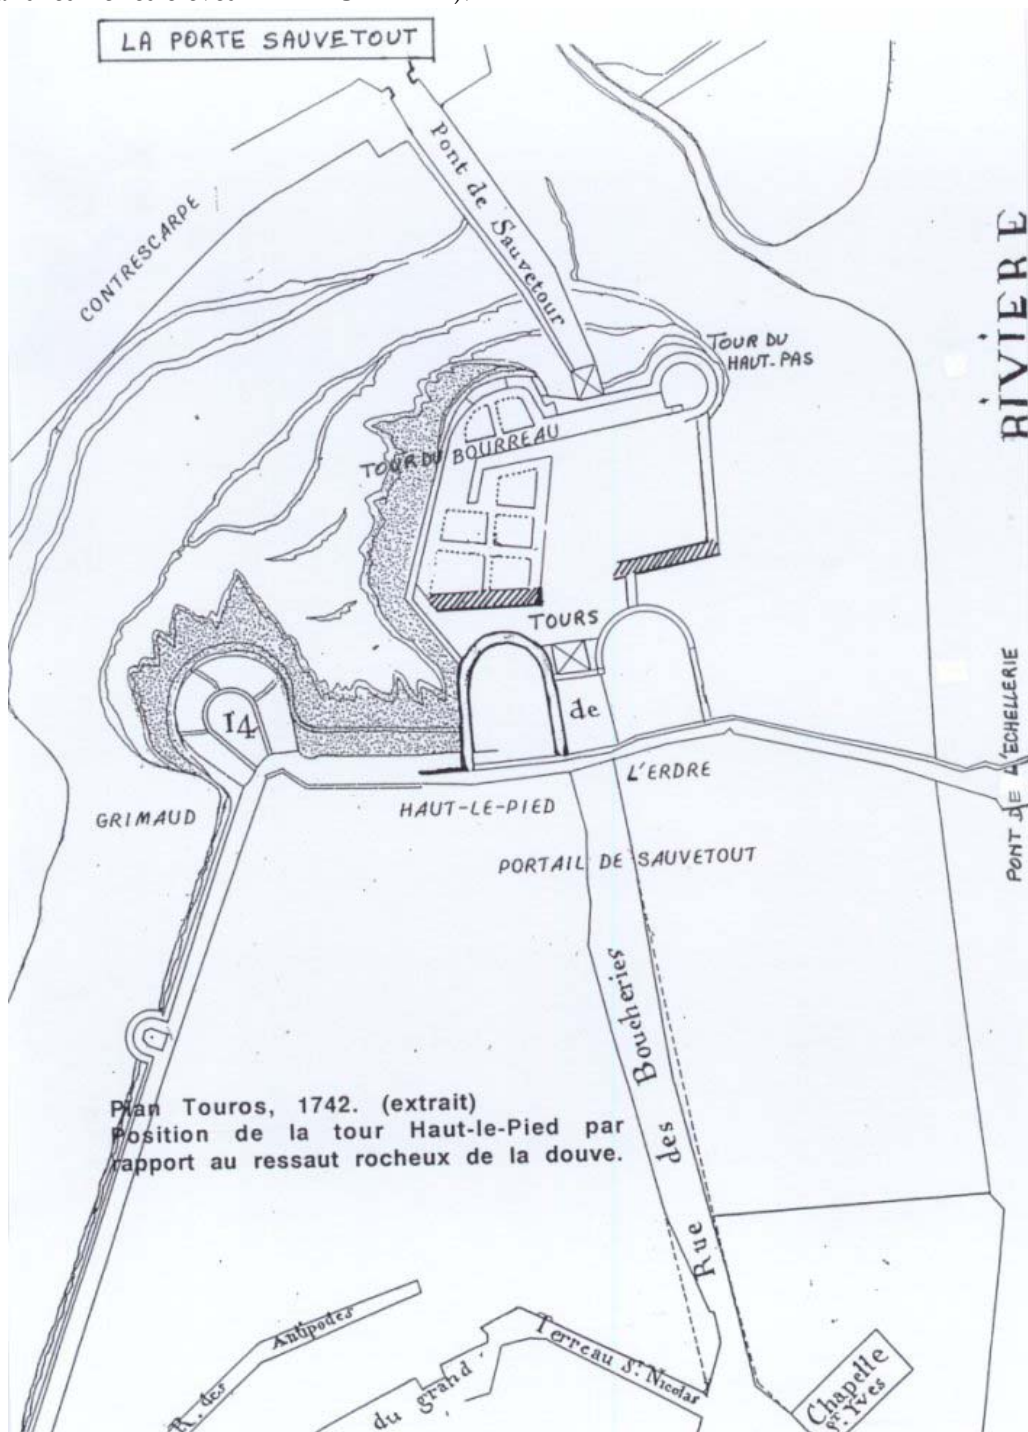 LA PORTE SAUVETOUT
Pont de Sauvetour
CONTRESCARPE
RIVIERE
TOUR DU
HAUT-PAS
TOUR DU BOURREAU
TOURS
14
de
L'ERDRE
GRIMAUD
HAUT-LE-PIED
PONT DE L'ECHELLERIE
PORTAIL DE SAUVETOUT
Rue des Boucheries
Plan Touros, 1742. (extrait)
Position de la tour Haut-le-Pied par
rapport au ressaut rocheux de la douve.
R. des Antipodes
du grand
Terreau St. Nicolas
Chapelle
St. Yves